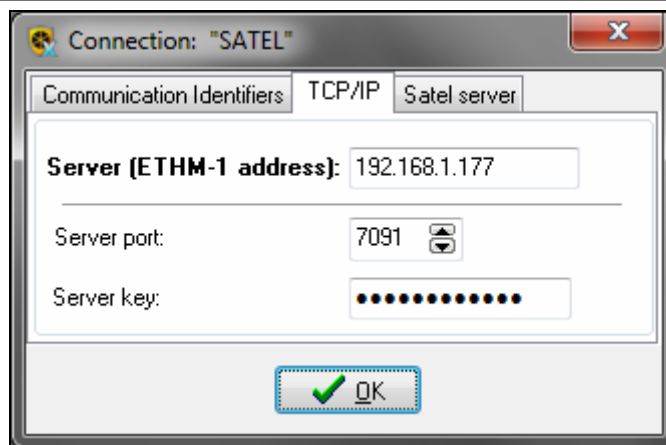 Connection: "SATEL"
Communication Identifiers TCP/IP Satel server
Server (ETHM-1 address): 192.168.1.177
Server port: 7091
Server key: ••••••••••••
OK